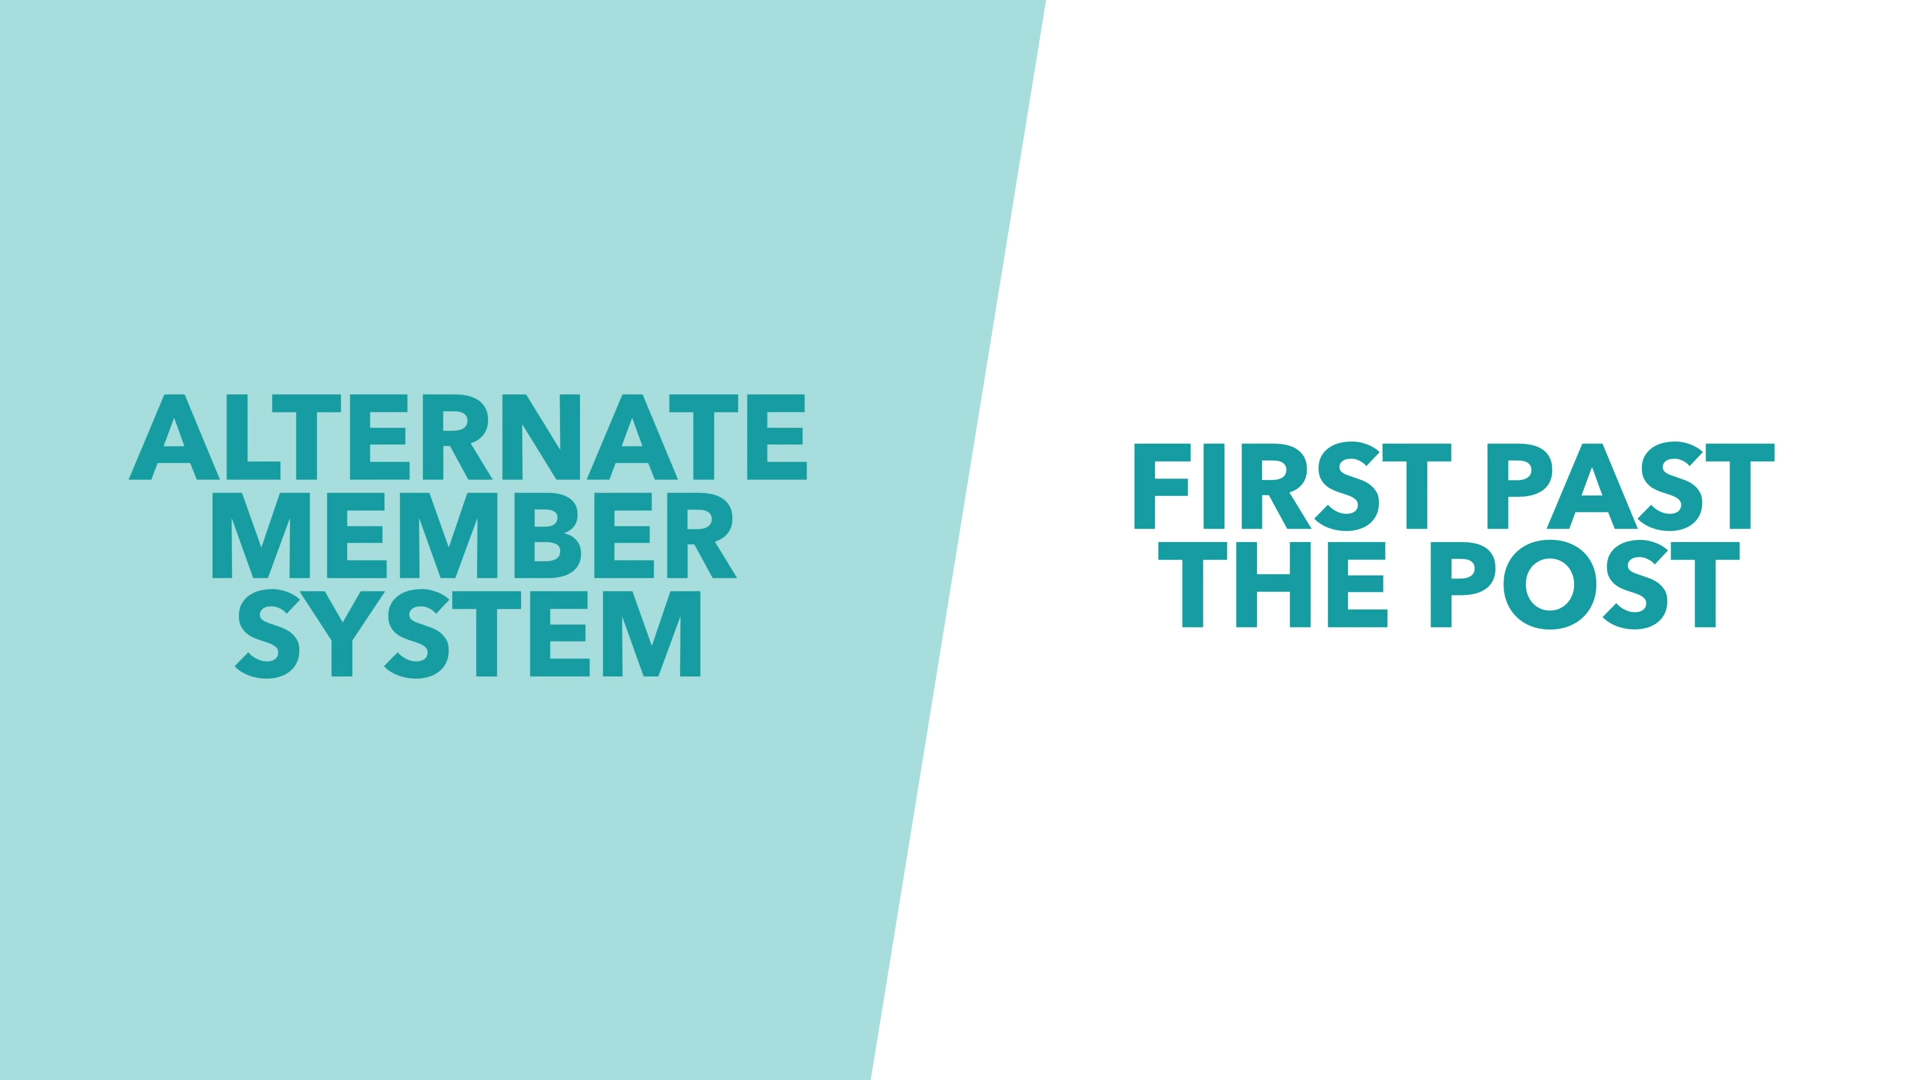 ALTERNATE
MEMBER
SYSTEM
FIRST PAST
THE POST